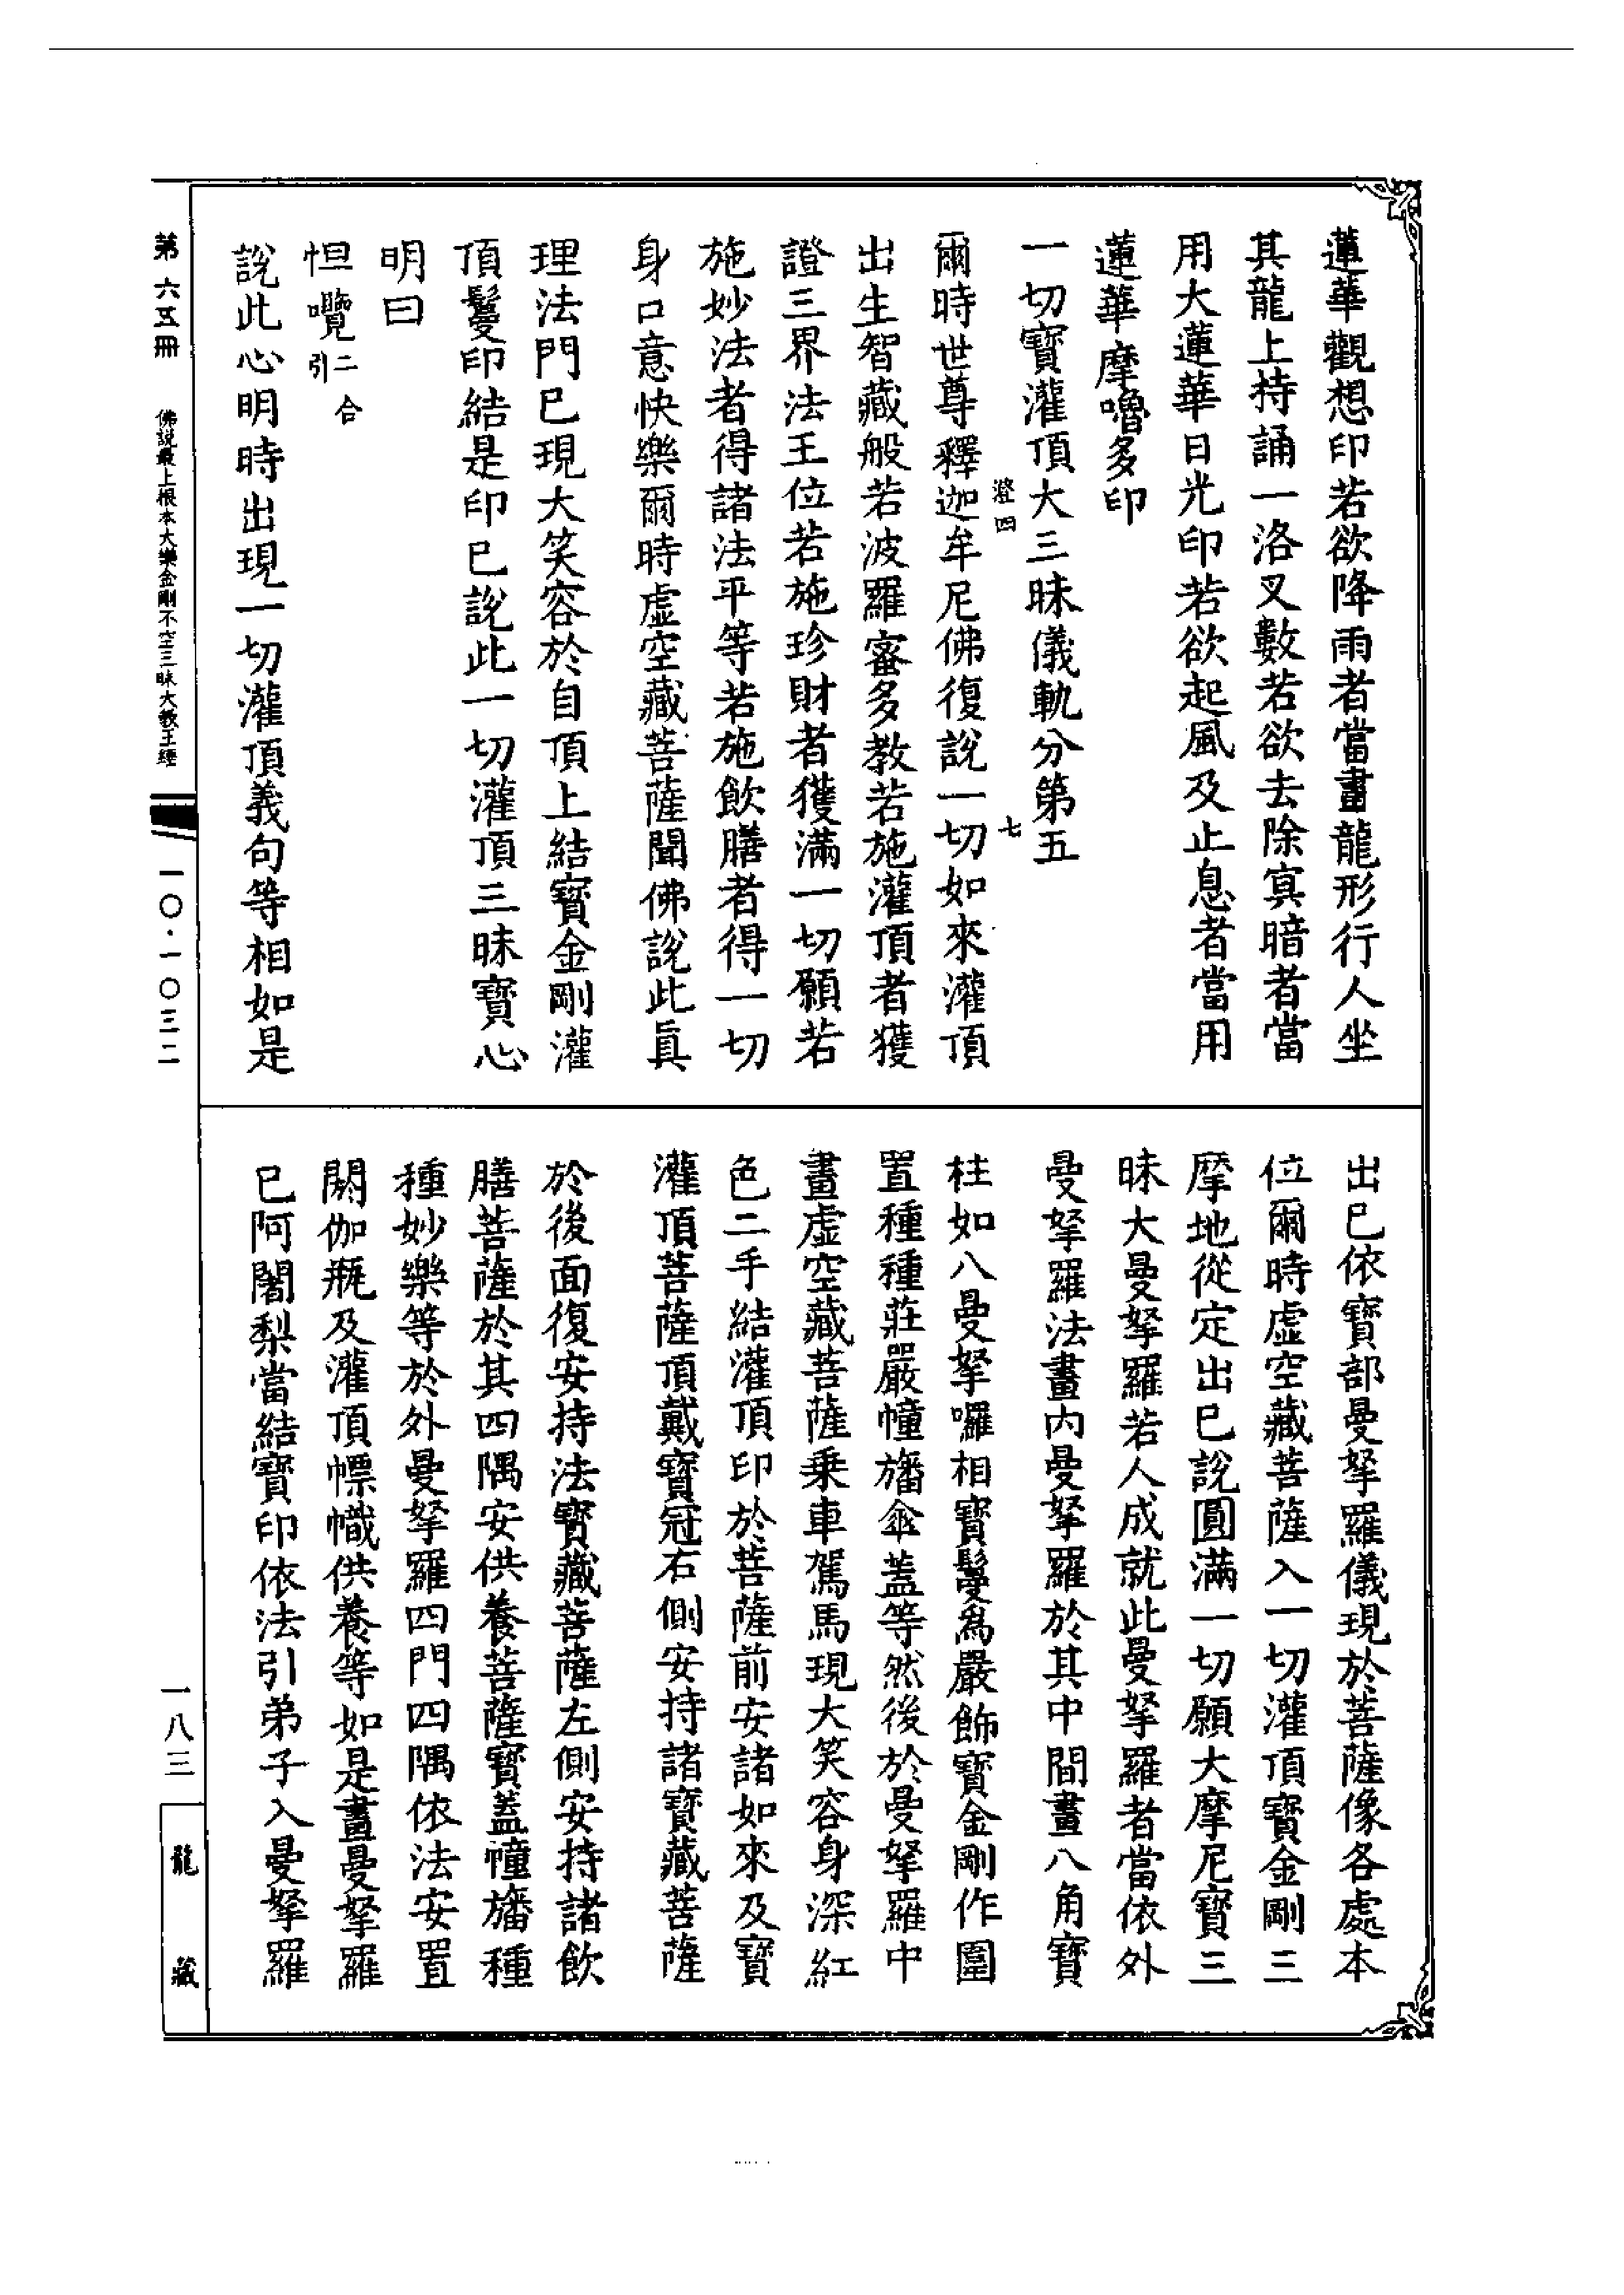 蓮華觀想印若欲降雨者當畫龍形行人坐
其龍上持誦一洛叉數若欲去除寘暗者當
用大蓮華日光印若欲起風及止息者當用
蓮華摩嚕多印
一切寶灌頂大三昧儀軌分第五
澄四 七
爾時世尊釋迦牟尼佛復說一切如來灌頂
出生智藏般若波羅蜜多教若施灌頂者獲
證三界法王位若施珍財者獲滿一切願若
施妙法者得諸法平等若施飲膳者得一切
身口意快樂爾時虛空藏菩薩聞佛說此眞
理法門已現大笑容於自頂上結寶金剛灌
頂鬘印結是印已說此一切灌頂三昧寶心
明曰
怛囕二合引
說此心明時出現一切灌頂義句等相如是
出已依寶部曼拏羅儀現於菩薩像各處本
位爾時虛空藏菩薩入一切灌頂寶金剛三
摩地從定出已說圓滿一切願大摩尼寶三
昧大曼拏羅若人成就此曼拏羅者當依外
曼拏羅法畫内曼拏羅於其中間畫八角寶
柱如八曼拏囉相寶鬘爲嚴飾寶金剛作圍
置種種莊嚴幢旛傘蓋等然後於曼拏羅中
畫虛空藏菩薩乘車駕馬現大笑容身深紅
色二手結灌頂印於菩薩前安諸如來及寶
灌頂菩薩頂戴寶冠右側安持諸寶藏菩薩
於後面復安持法寶藏菩薩左側安持諸飲
膳菩薩於其四隅安供養菩薩寶蓋幢旛種
種妙樂等於外曼拏羅四門四隅依法安置
閼伽瓶及灌頂幖幟供養等如是畫曼拏羅
已阿闍梨當結寶印依法引弟子入曼拏羅
第六五冊 佛説最上根本大樂金剛不空三昧大教王經 一〇·一〇三二
一八三
龍藏